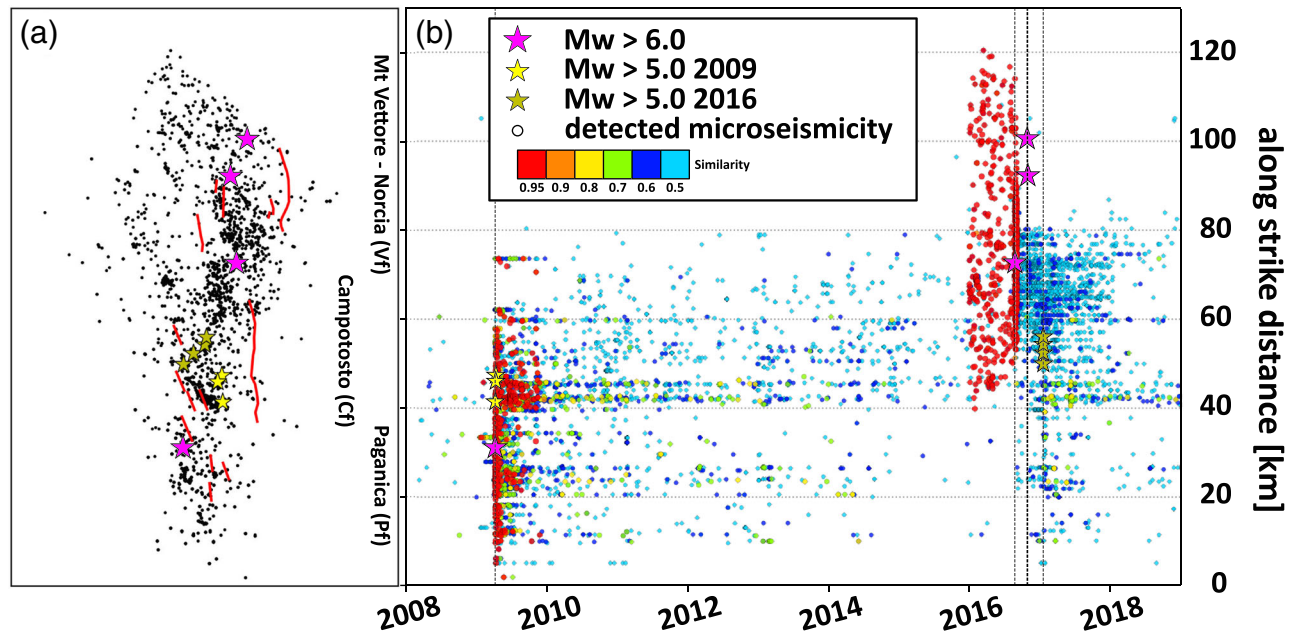 (a)
Mt Vettore - Norcia (Vf)
Campotosto (Cf)
Paganica (Pf)
(b)
Mw > 6.0
Mw > 5.0 2009
Mw > 5.0 2016
detected microseismicity
Similarity
0.95 0.9 0.8 0.7 0.6 0.5
120
100
80
60
40
20
0
along strike distance [km]
2008 2010 2012 2014 2016 2018